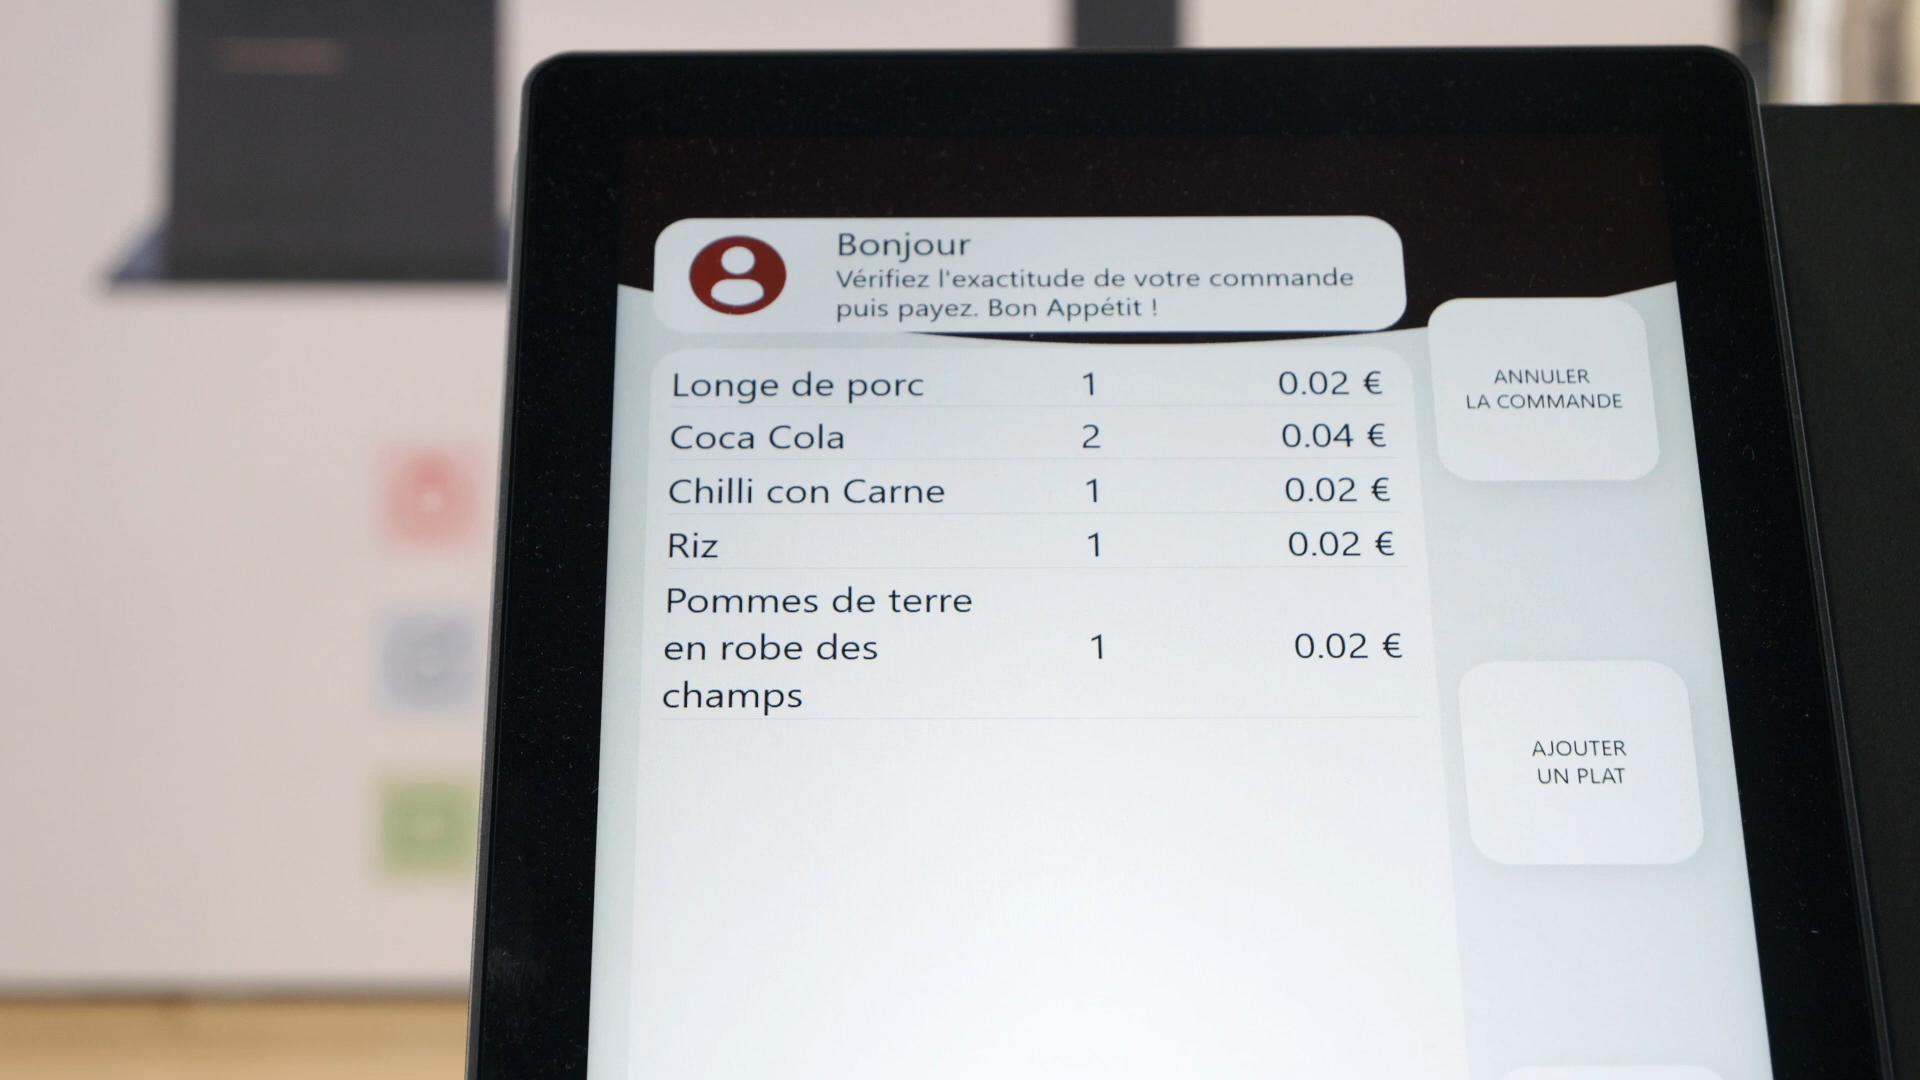 Bonjour
Vérifiez l'exactitude de votre commande
puis payez. Bon Appétit !
Longe de porc 1 0.02 €
Coca Cola 2 0.04 €
Chilli con Carne 1 0.02 €
Riz 1 0.02 €
Pommes de terre
en robe des 1 0.02 €
champs
ANNULER
LA COMMANDE
AJOUTER
UN PLAT